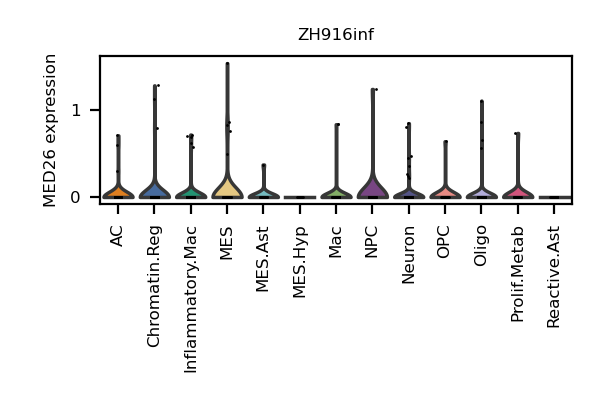 ZH916inf
MED26 expression
1
0
AC
Chromatin.Reg
Inflammatory.Mac
MES
MES.Ast
MES.Hyp
Mac
NPC
Neuron
OPC
Oligo
Prolif.Metab
Reactive.Ast